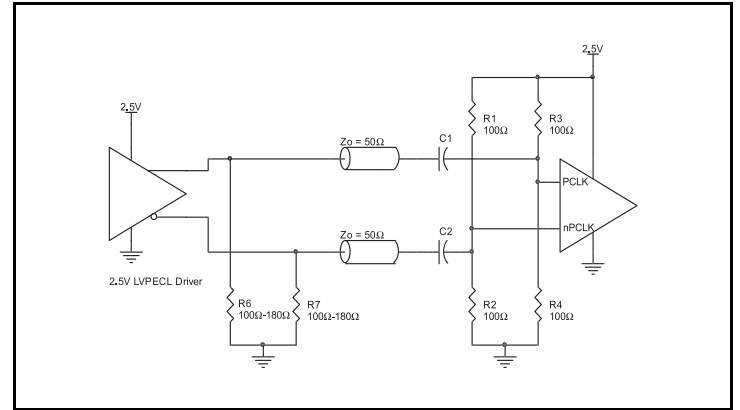 2.5V
2.5V
R1
100Ω
R3
100Ω
Zo = 50Ω
C1
PCLK
nPCLK
Zo = 50Ω
C2
2.5V LVPECL Driver
R6
100Ω-180Ω
R7
100Ω-180Ω
R2
100Ω
R4
100Ω